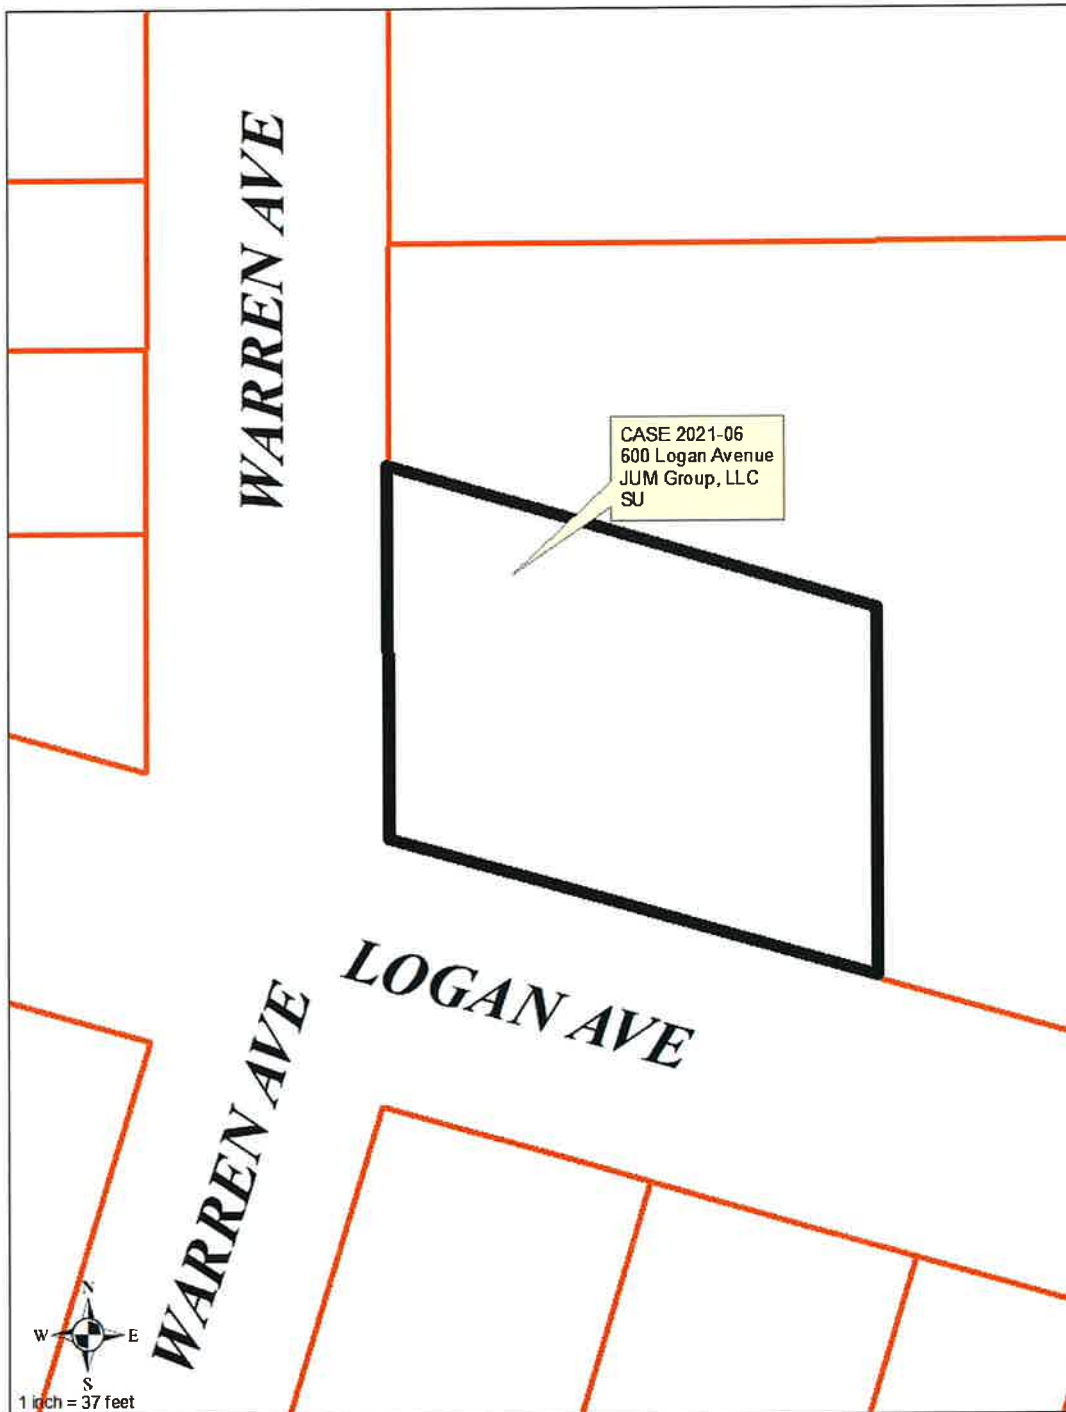 WARREN AVE
CASE 2021-06
600 Logan Avenue
JUM Group, LLC
SU
LOGAN AVE
WARREN AVE
N
W E
S
1 inch = 37 feet